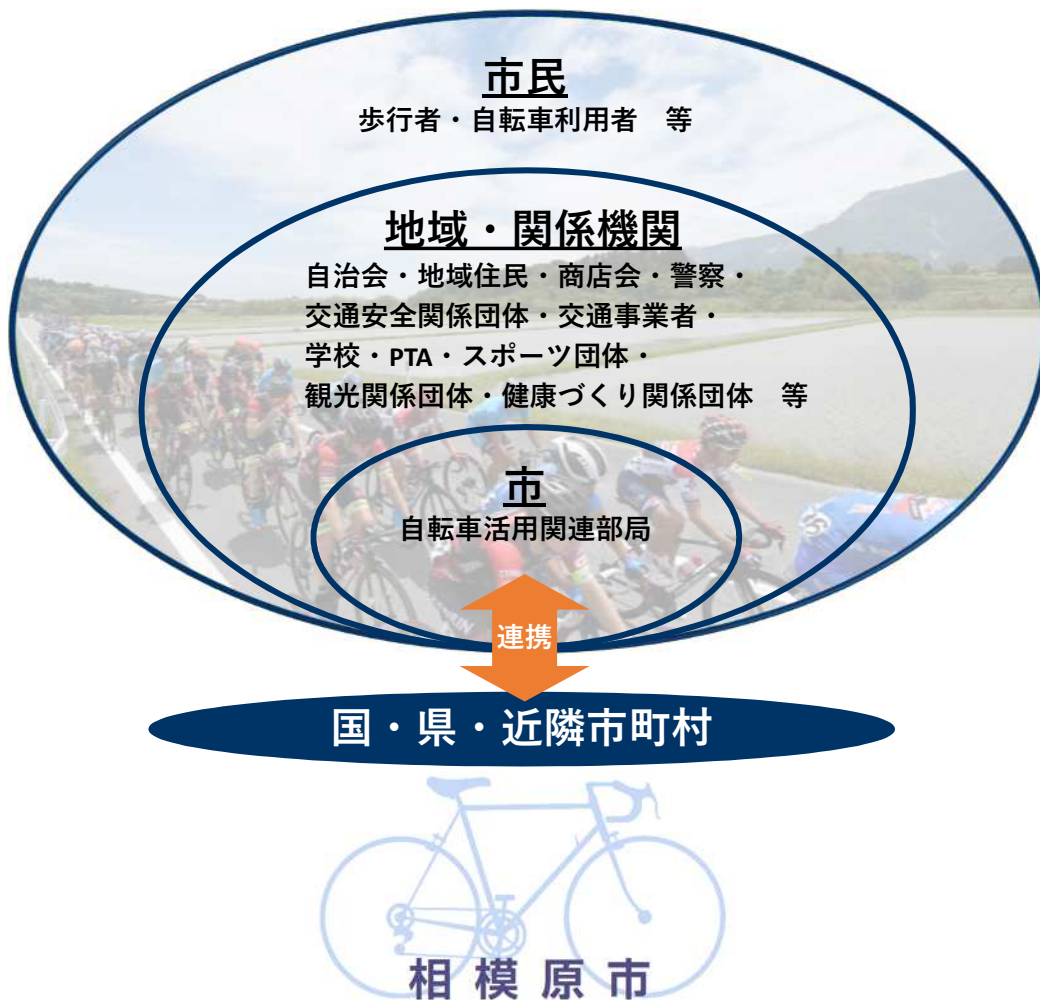 市民
歩行者・自転車利用者　等
地域・関係機関
自治会・地域住民・商店会・警察・
交通安全関係団体・交通事業者・
学校・PTA・スポーツ団体・
観光関係団体・健康づくり関係団体　等
市
自転車活用関連部局
連携
国・県・近隣市町村
相模原市